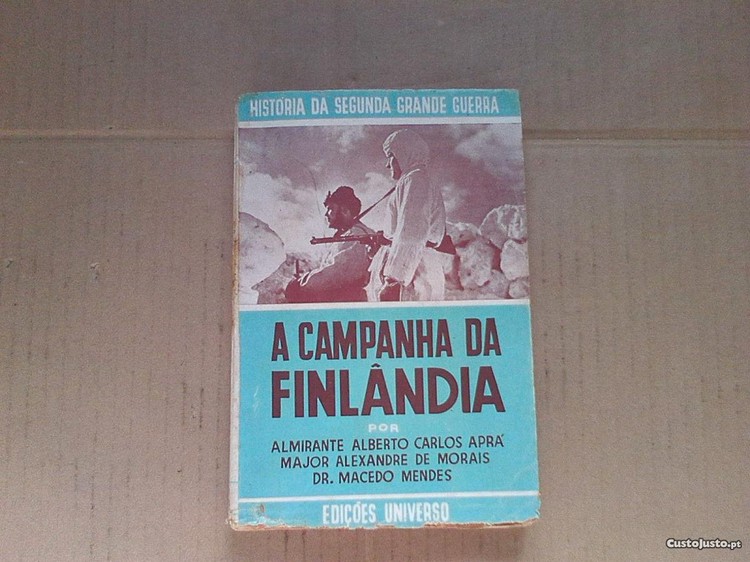 HISTÓRIA DA SEGUNDA GRANDE GUERRA
A CAMPANHA DA
FINLÂNDIA
POR
ALMIRANTE ALBERTO CARLOS APRÁ
MAJOR ALEXANDRE DE MORAIS
DR. MACEDO MENDES
EDIÇÕES UNIVERSO
CustoJusto.pt